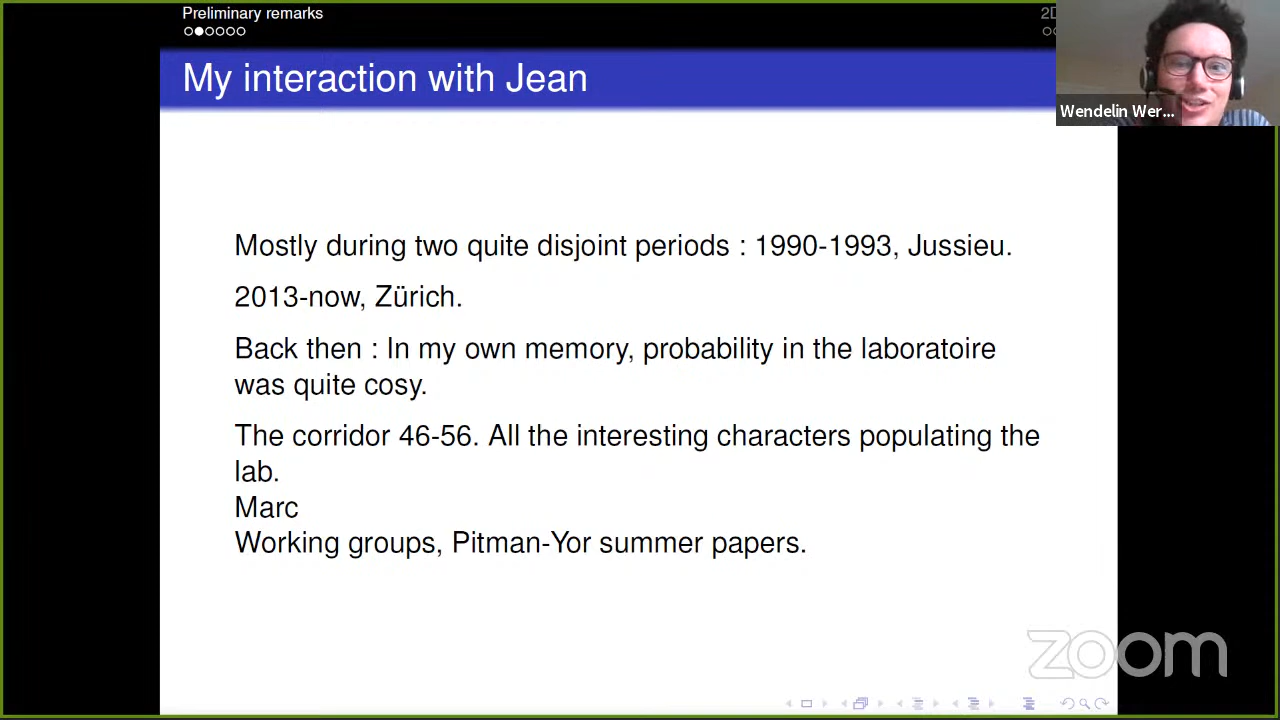 Preliminary remarks
2D
My interaction with Jean
Wendelin Wer...
Mostly during two quite disjoint periods : 1990-1993, Jussieu.
2013-now, Zürich.
Back then : In my own memory, probability in the laboratoire
was quite cosy.
The corridor 46-56. All the interesting characters populating the
lab.
Marc
Working groups, Pitman-Yor summer papers.
zoom